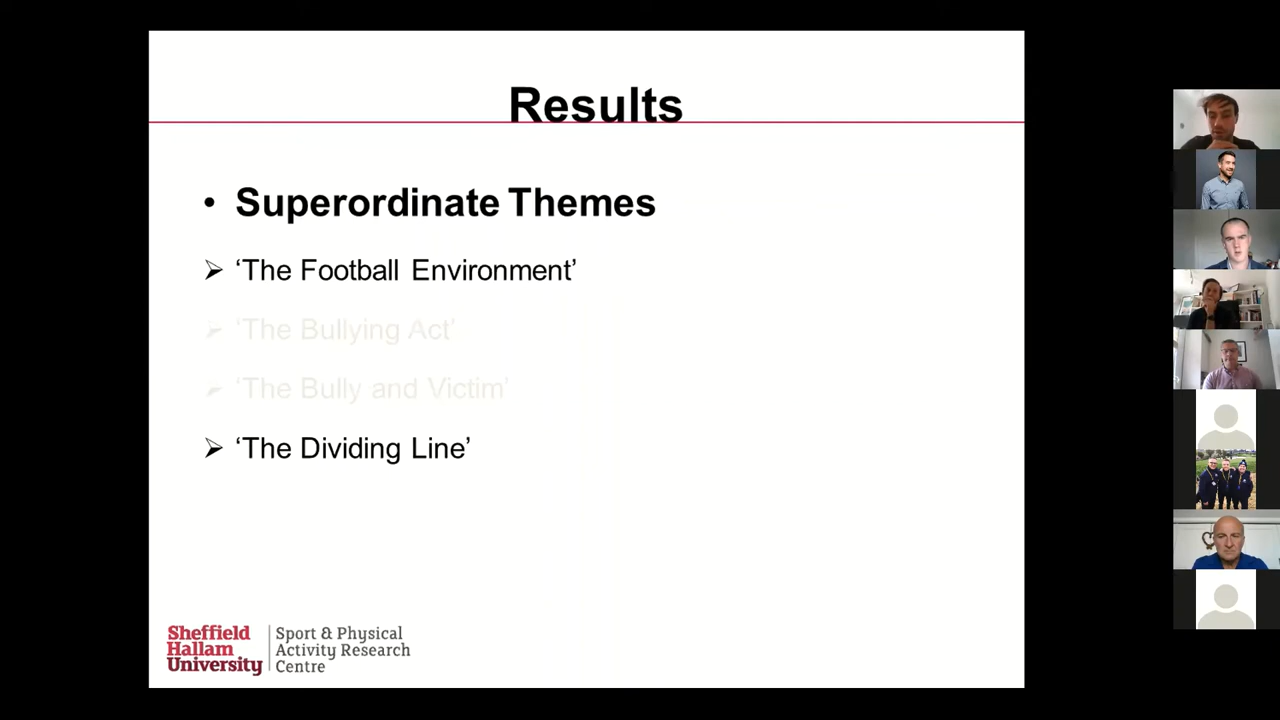 Results
• Superordinate Themes
➢ ‘The Football Environment’
➢ ‘The Bullying Act’
➢ ‘The Bully and Victim’
➢ ‘The Dividing Line’
Sheffield
Hallam
University
Sport & Physical
Activity Research
Centre